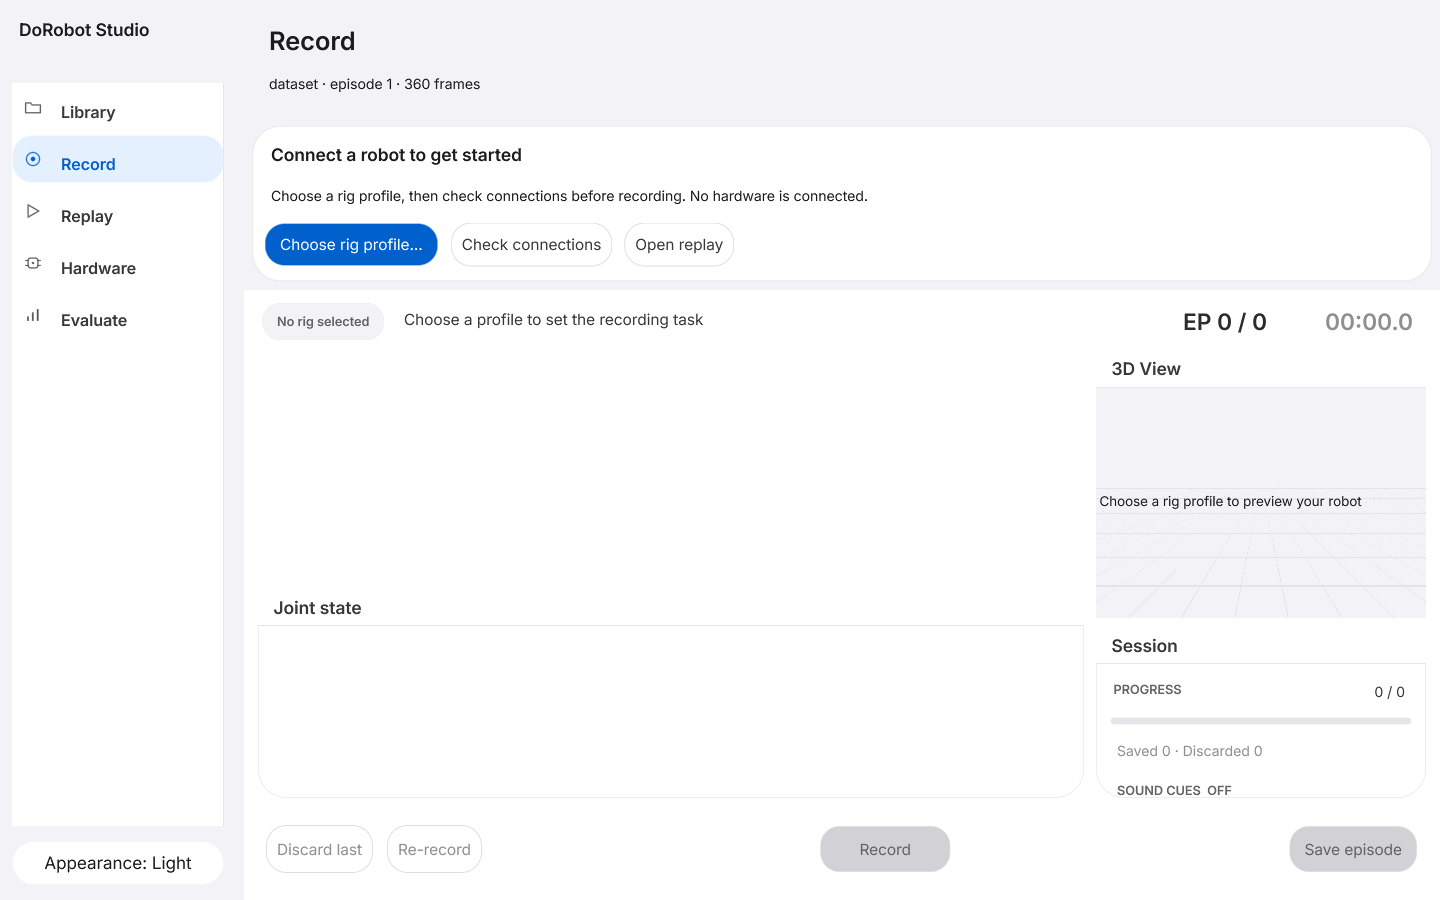 DoRobot Studio
Library
Record
Replay
Hardware
Evaluate
Appearance: Light
Record
dataset · episode 1 · 360 frames
Connect a robot to get started
Choose a rig profile, then check connections before recording. No hardware is connected.
Choose rig profile...
Check connections
Open replay
No rig selected
Choose a profile to set the recording task
EP 0 / 0
00:00.0
3D View
Choose a rig profile to preview your robot
Joint state
Session
PROGRESS
0 / 0
Saved 0 · Discarded 0
SOUND CUES OFF
Discard last
Re-record
Record
Save episode